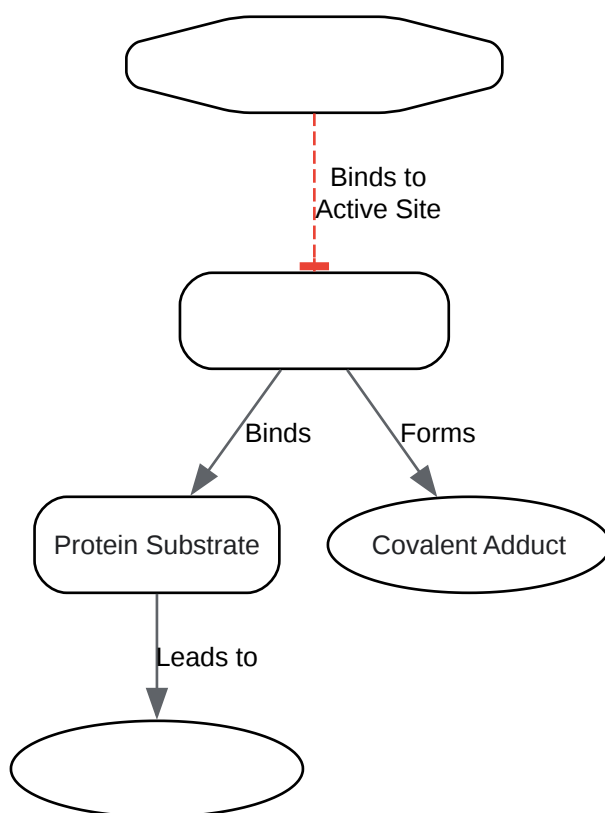 Binds to
Active Site
Binds
Forms
Protein Substrate
Covalent Adduct
Leads to